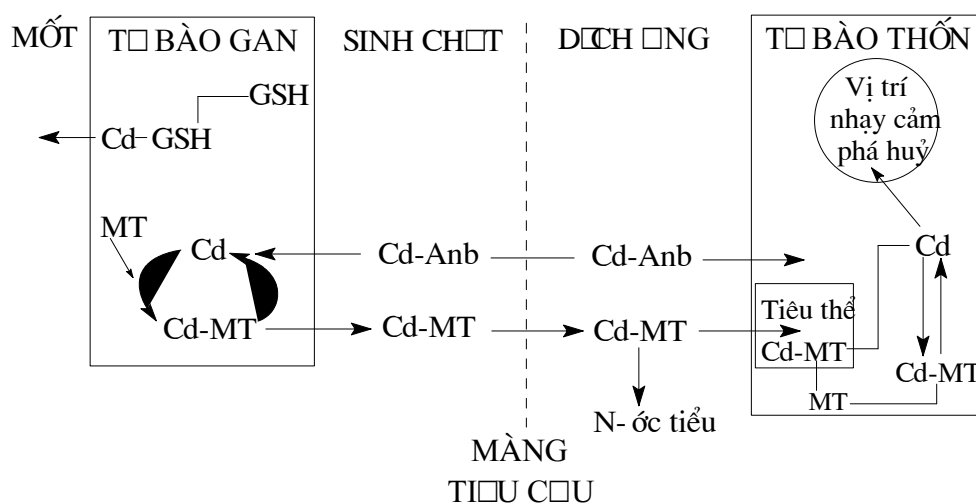 MỐT
T□ BÀO GAN
SINH CH□T
D□CH □NG
T□ BÀO THỐN
GSH
Cd GSH
Vị trí
nhạy cảm
phá huỷ
MT
Cd
Cd-Anb
Cd-Anb
Cd
Cd-MT
Cd-MT
Cd-MT
Tiêu thể
Cd-MT
Cd-MT
MT
N- ớc tiểu
MÀNG
TI□U C□U